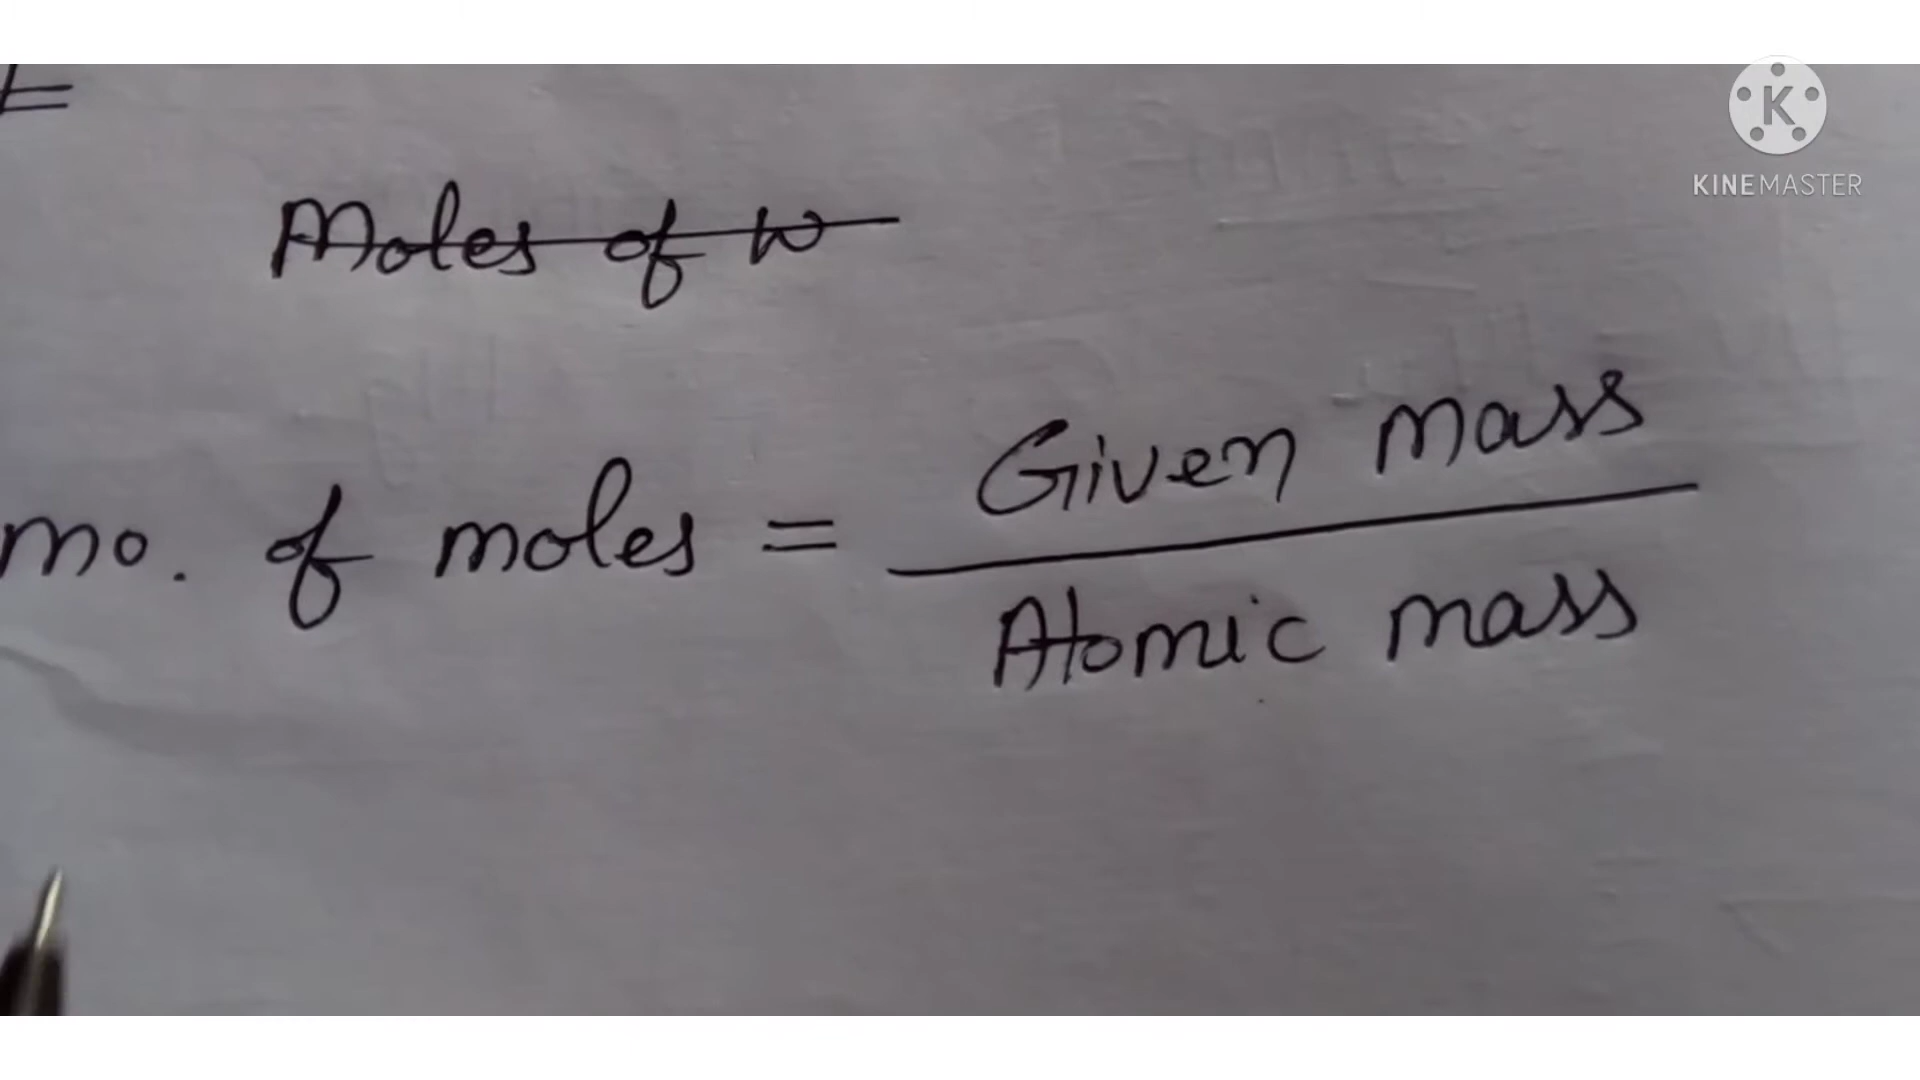 =
K
KINEMASTER
Moles of w
no. of moles = Given mass
Atomic mass